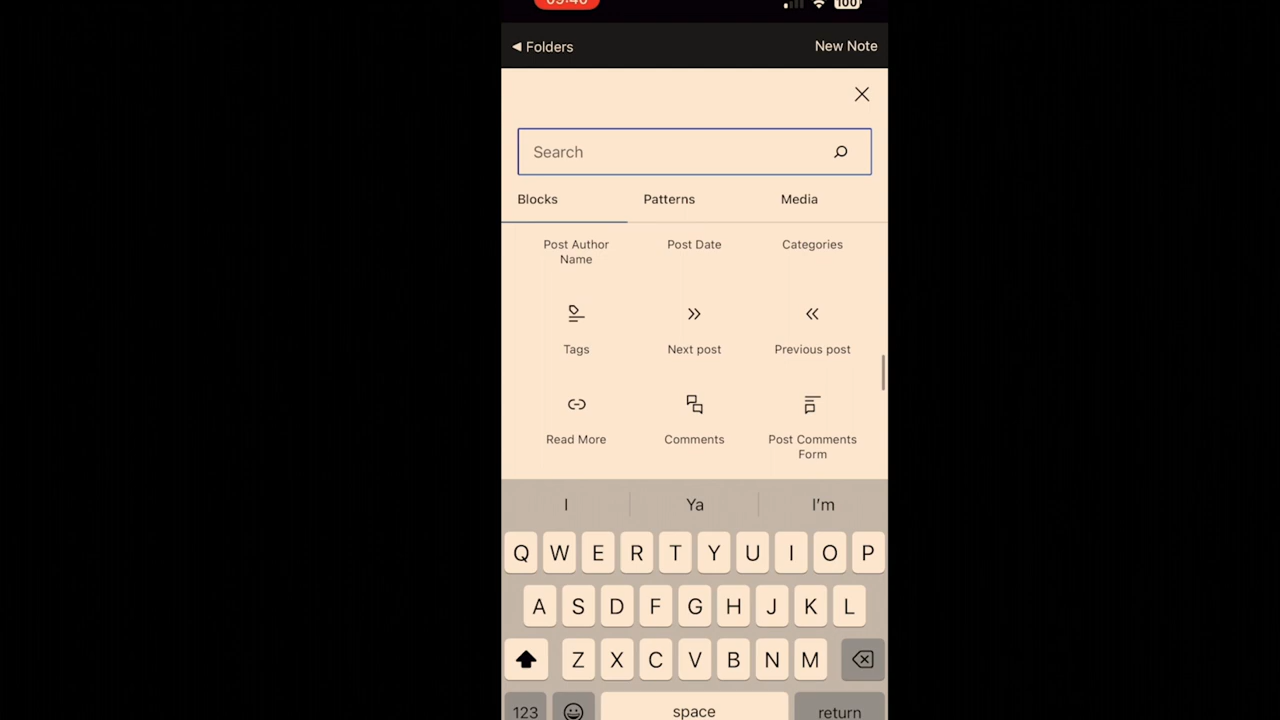 100
Folders
New Note
Search
Blocks
Patterns
Media
Post Author
Name
Post Date
Categories
Tags
Next post
Previous post
Read More
Comments
Post Comments
Form
I
Ya
I'm
Q W E R T Y U I O P
A S D F G H J K L
Z X C V B N M
123
space
return